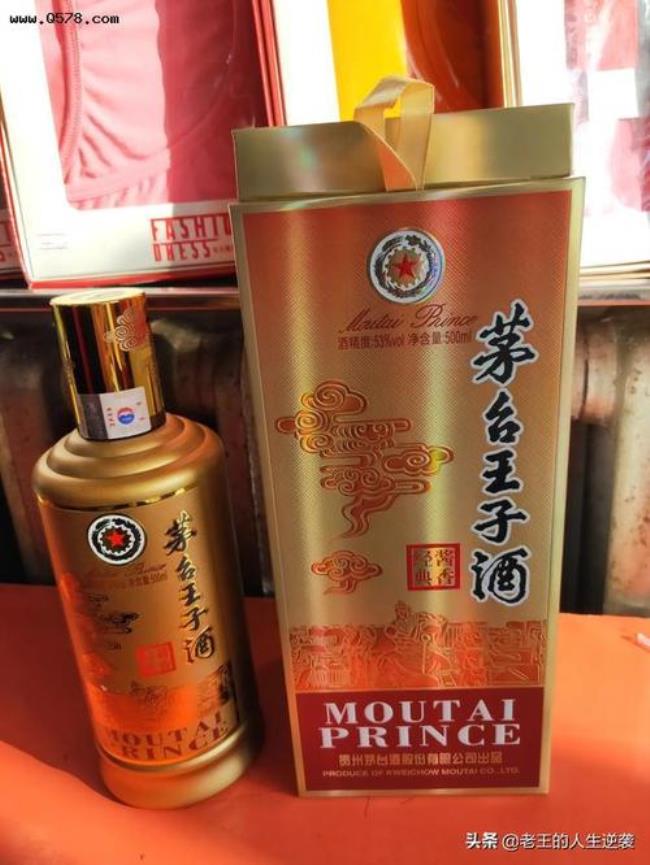 www.Q578.com
FASHIO
DRESS
Moutai Prince
酒精度:53%vol 净含量:500ml
茅台王子酒
酱香
经典
MOUTAI
PRINCE
贵州茅台酒股份有限公司出品
PRODUCE OF KWEICHOW MOUTAI CO., LTD.
Moutai Prince
茅台王子酒
MOUTAI
PRINCE
头条 @老王的人生逆袭